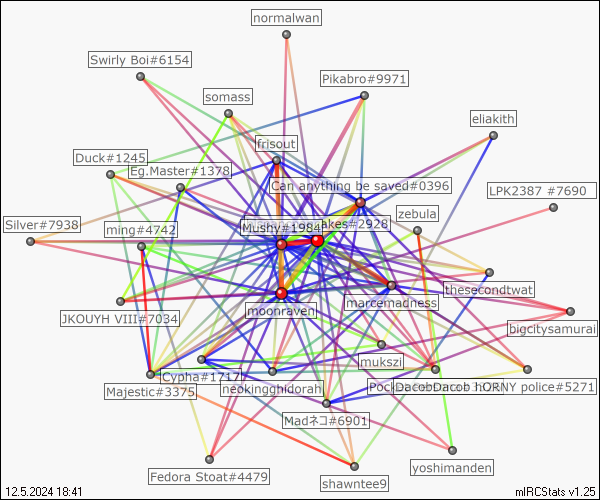 normalwan
Swirly Boi#6154
Pikabro#9971
somass
eliakith
frisout
Duck#1245
Eg.Master#1378
Can anything be saved#0396
LPK2387 #7690
zebula
Silver#7938
ming#4742
Mushy#1984
akes#2928
thesecondtwat
marcemadness
moonraven
JKOUYH VIII#7034
bigcitysamurai
mukszi
Cypha#1717
neokingghidorah
Majestic#3375
HORNY police#5271
Madネコ#6901
Fedora Stoat#4479
yoshimanden
shawntee9
12.5.2024 18:41
mIRCStats v1.25